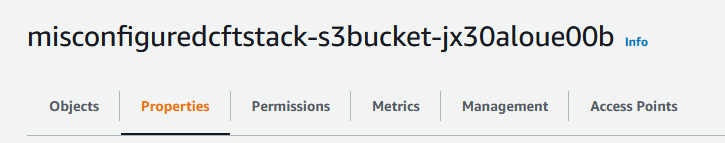 misconfiguredcftstack-s3bucket-jx30aloue00b Info
Objects Properties Permissions Metrics Management Access Points